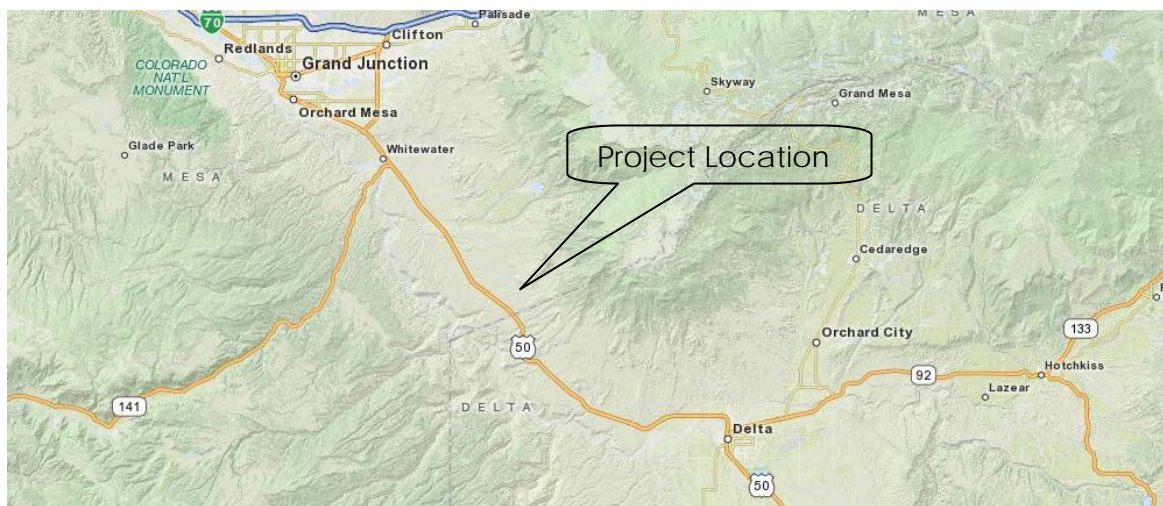 70
Palisade
MESA
Clifton
Redlands
Grand Junction
COLORADO
NAT'L
MONUMENT
Skyway
Grand Mesa
Orchard Mesa
Project Location
Whitewater
Glade Park
MESA
DELTA
Cedaredge
Orchard City
133
50
Hotchkiss
92
Lazear
141
DELTA
Delta
50